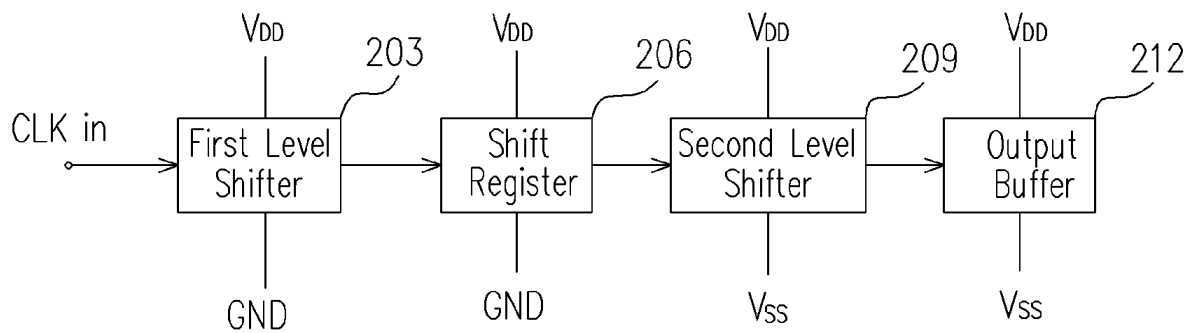 VDD
VDD
VDD
VDD
203
206
209
212
CLK in
First Level
Shifter
Shift
Register
Second Level
Shifter
Output
Buffer
GND
GND
VSS
VSS